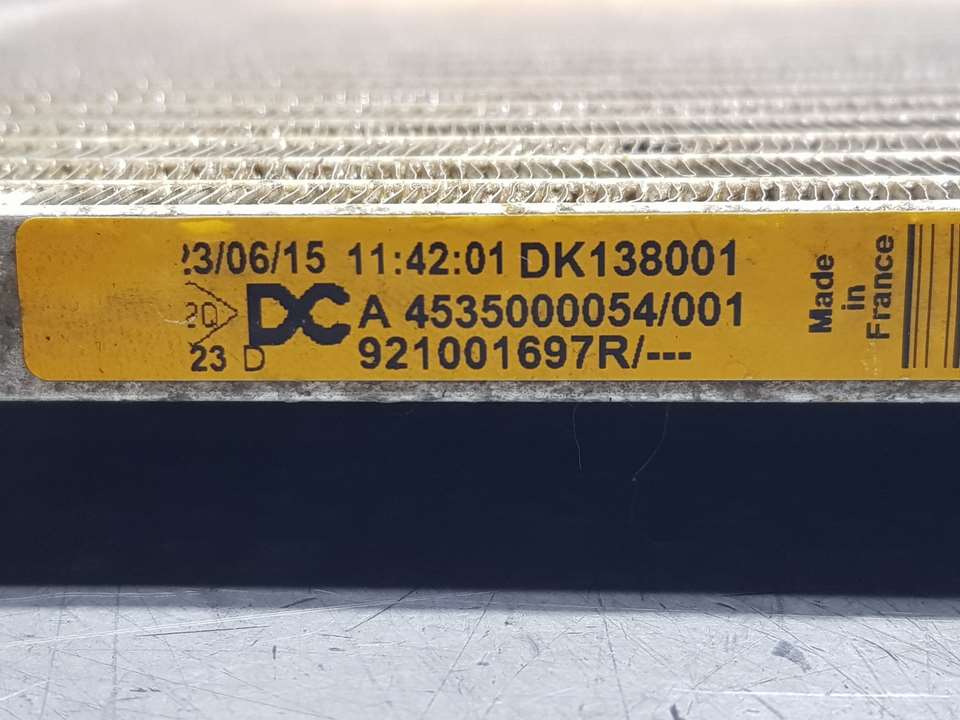 23/06/15 11:42:01 DK138001
DC A 4535000054/001
23 D 921001697R/---
Made
in
France